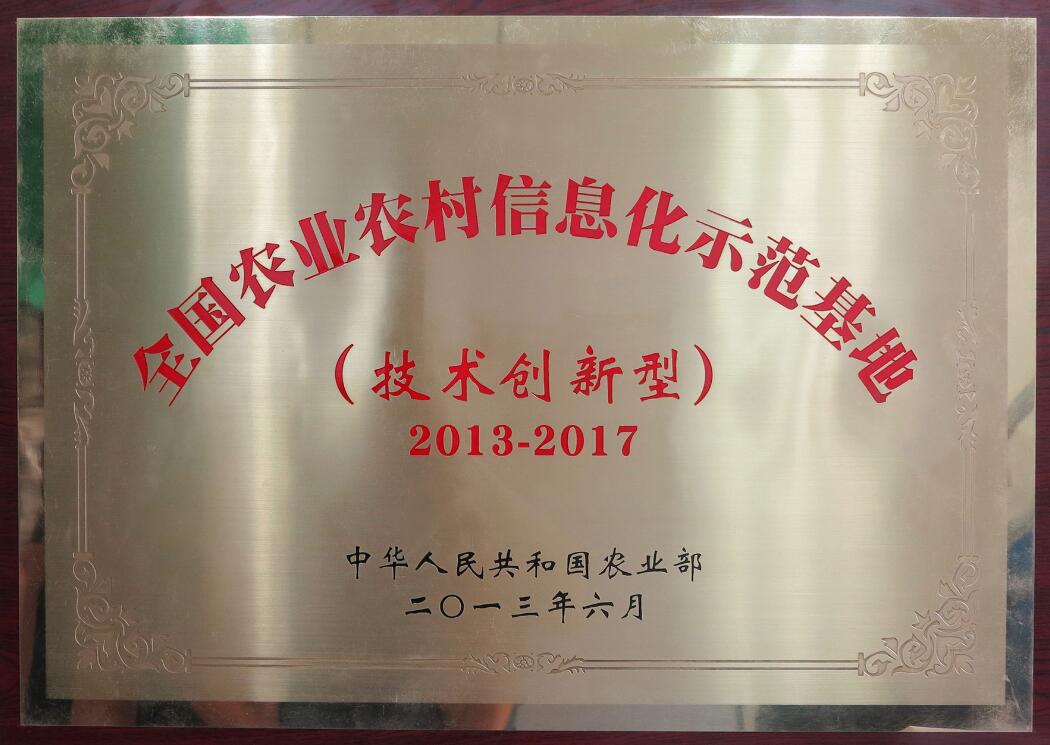 全国农业农村信息化示范基地
（技术创新型）
2013-2017
中华人民共和国农业部
二〇一三年六月